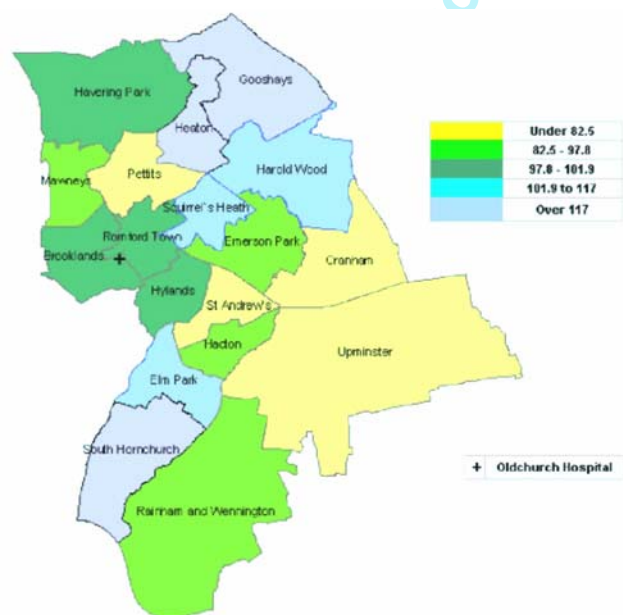 Havering Park
Gooshays
Heaton
Harold Wood
Pettits
Mawneys
Squirrel's Heath
Romford Town
Emerson Park
Brooklands
Cranham
Hylands
St Andrew's
Hacton
Upminster
Elm Park
South Hornchurch
Rainham and Wennington
Under 82.5
82.5 - 97.8
97.8 - 101.9
101.9 to 117
Over 117
+ Oldchurch Hospital